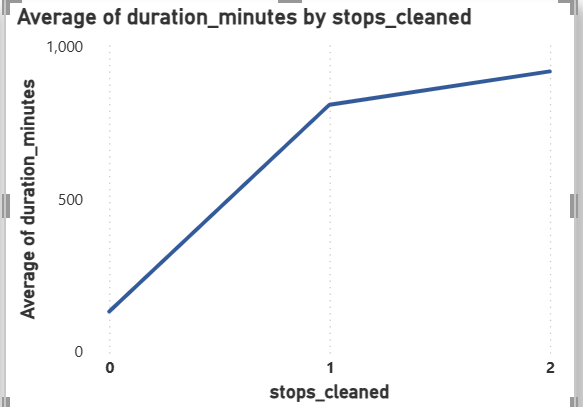 Average of duration_minutes by stops_cleaned
1,000
500
0
Average of duration_minutes
0 1 2
stops_cleaned